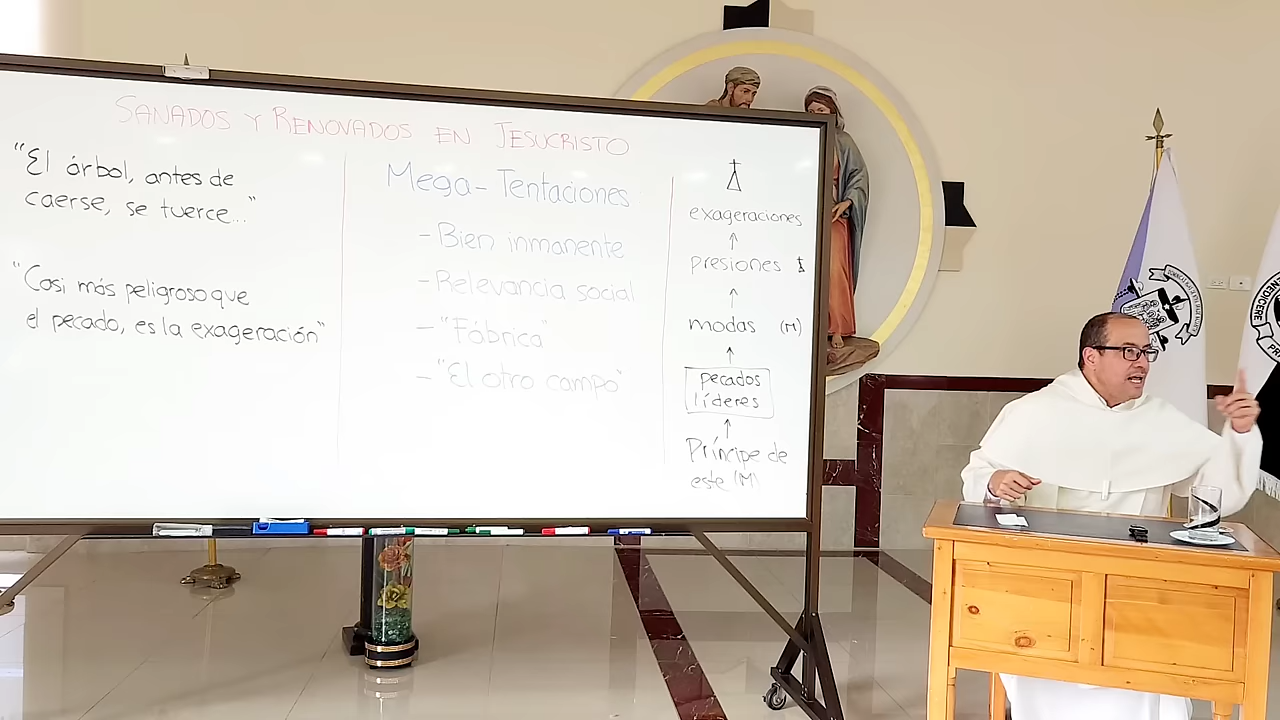 SANADOS Y RENOVADOS EN JESUCRISTO
"El árbol, antes de
caerse, se tuerce..."
"Casi más peligroso que
el pecado, es la exageración"
Mega-Tentaciones
- Bien inmanente
- Relevancia social
- "Fábrica"
- "El otro campo"
exageraciones
↑
presiones
↑
modas (M)
↑
pecados
líderes
↑
Príncipe de
este (M)
BENEDICERE